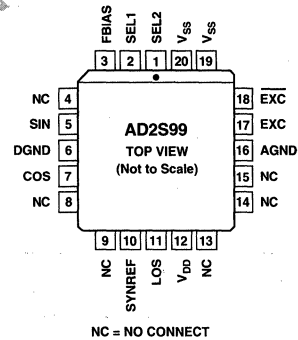 FBIAS SEL1 SEL2 VSS VSS
3 2 1 20 19
NC 4
SIN 5
DGND 6
COS 7
NC 8
AD2S99
TOP VIEW
(Not to Scale)
18 EXC
17 EXC
16 AGND
15 NC
14 NC
9 10 11 12 13
NC SYNREF LOS VDD NC
NC = NO CONNECT